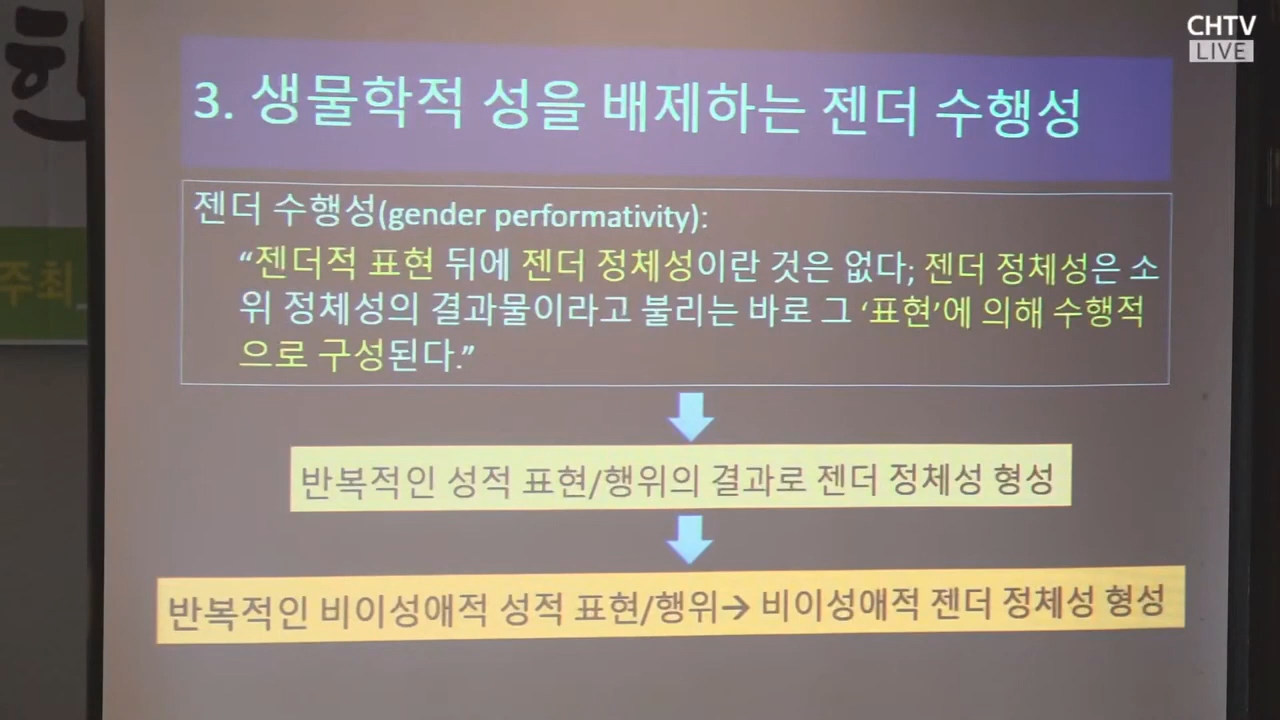 CHTV
LIVE
한
주최
3. 생물학적 성을 배제하는 젠더 수행성
젠더 수행성(gender performativity):
“젠더적 표현 뒤에 젠더 정체성이란 것은 없다; 젠더 정체성은 소
위 정체성의 결과물이라고 불리는 바로 그 ‘표현’에 의해 수행적
으로 구성된다.”
반복적인 성적 표현/행위의 결과로 젠더 정체성 형성
반복적인 비이성애적 성적 표현/행위→ 비이성애적 젠더 정체성 형성